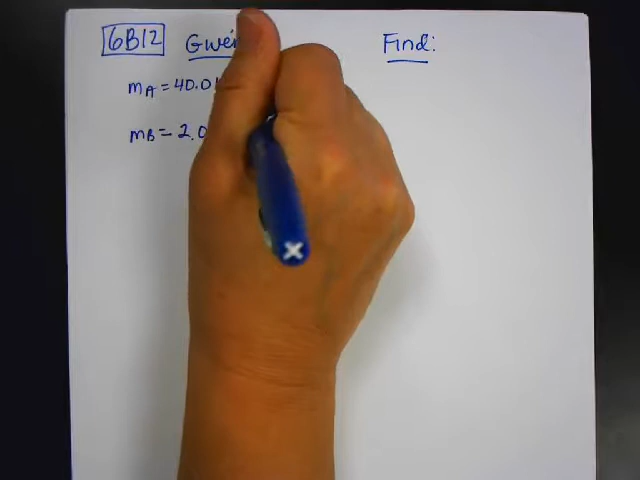 6B12 Given Find:
mA = 40.0
mB = 2.0